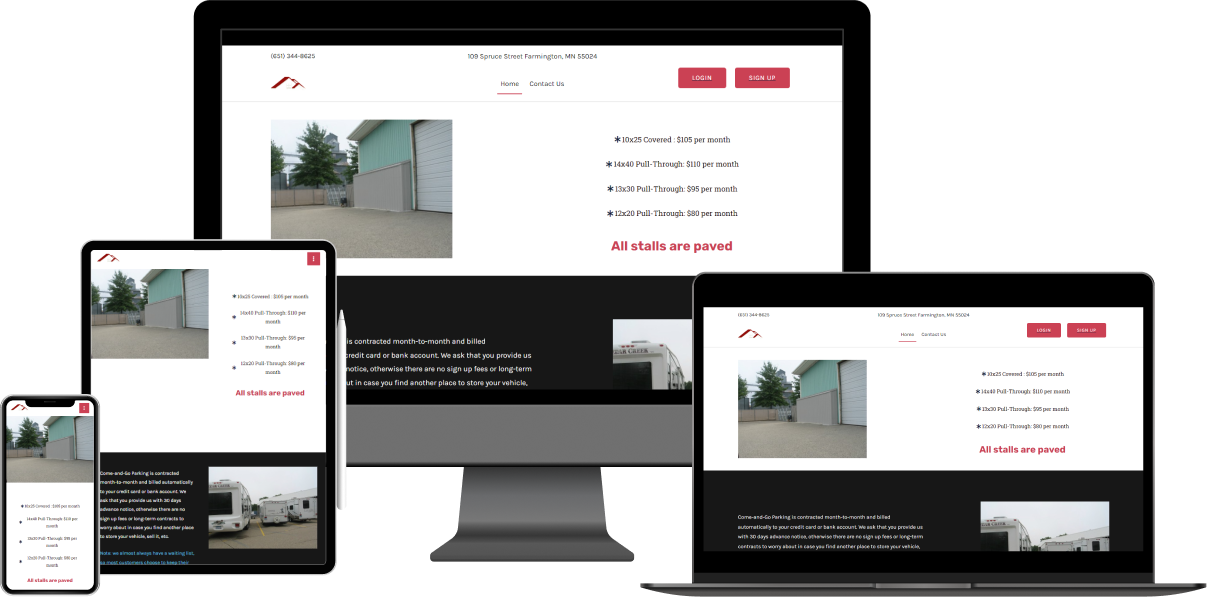 (651) 344-8625
109 Spruce Street Farmington, MN 55024
Home
Contact Us
LOGIN
SIGN UP
*10x25 Covered : $105 per month
*14x40 Pull-Through: $110 per month
*13x30 Pull-Through: $95 per month
*12x20 Pull-Through: $80 per month
All stalls are paved
is contracted month-to-month and billed
credit card or bank account. We ask that you provide us
notice, otherwise there are no sign up fees or long-term
ut in case you find another place to store your vehicle,
*10x25 Covered : $105 per month
*14x40 Pull-Through: $110 per
month
*13x30 Pull-Through: $95 per
month
*12x20 Pull-Through: $80 per
month
All stalls are paved
Come-and-Go Parking is contracted
month-to-month and billed automatically
to your credit card or bank account. We
ask that you provide us with 30 days
advance notice, otherwise there are no
sign up fees or long-term contracts to
worry about in case you find another place
to store your vehicle, sell it, etc.
Note: we almost always have a waiting list,
so most customers choose to keep their
*10x25 Covered : $105 per month
*14x40 Pull-Through: $110 per
month
*13x30 Pull-Through: $95 per
month
*12x20 Pull-Through: $80 per
month
All stalls are paved
(651) 344-8625
109 Spruce Street Farmington, MN 55024
Home
Contact Us
LOGIN
SIGN UP
*10x25 Covered : $105 per month
*14x40 Pull-Through: $110 per month
*13x30 Pull-Through: $95 per month
*12x20 Pull-Through: $80 per month
All stalls are paved
Come-and-Go Parking is contracted month-to-month and billed
automatically to your credit card or bank account. We ask that you provide us
with 30 days advance notice, otherwise there are no sign up fees or long-term
contracts to worry about in case you find another place to store your vehicle,